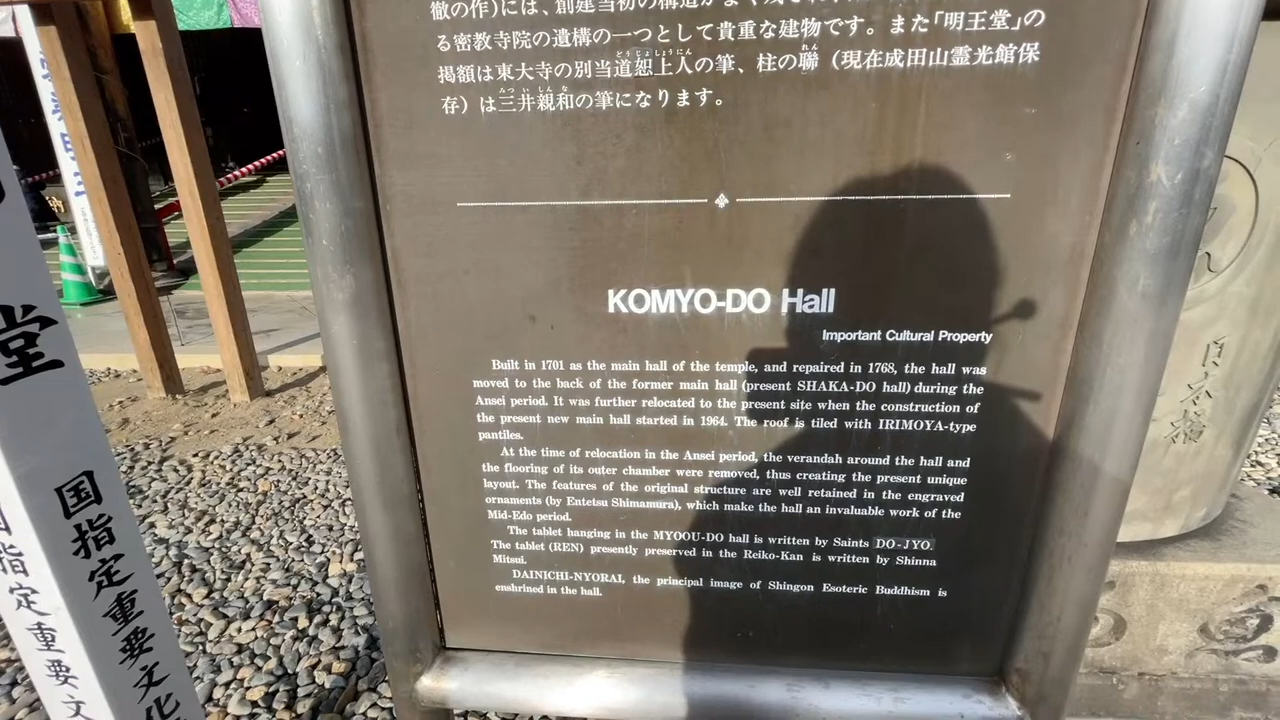 る密教寺院の遺構の一つとして貴重な建物です。また「明王堂」の
掲額は東大寺の別当道恕上人の筆、柱の聯（現在成田山霊光館保
存）は三井親和の筆になります。
KOMYO-DO Hall
Important Cultural Property
Built in 1701 as the main hall of the temple, and repaired in 1768, the hall was
moved to the back of the former main hall (present SHAKA-DO hall) during the
Ansei period. It was further relocated to the present site when the construction of
the present new main hall started in 1964. The roof is tiled with IRIMOYA-type
pantiles.
At the time of relocation in the Ansei period, the verandah around the hall and
the flooring of its outer chamber were removed, thus creating the present unique
layout. The features of the original structure are well retained in the engraved
ornaments (by Entetsu Shimamura), which make the hall an invaluable work of the
Mid-Edo period.
The tablet hanging in the MYOOU-DO hall is written by Saints DO-JYO.
The tablet (REN) presently preserved in the Reiko-Kan is written by Shinna
Mitsui.
DAINICHI-NYORAI, the principal image of Shingon Esoteric Buddhism is
enshrined in the hall.
堂
国指定重要文化
指定重要文
日本橋
魚